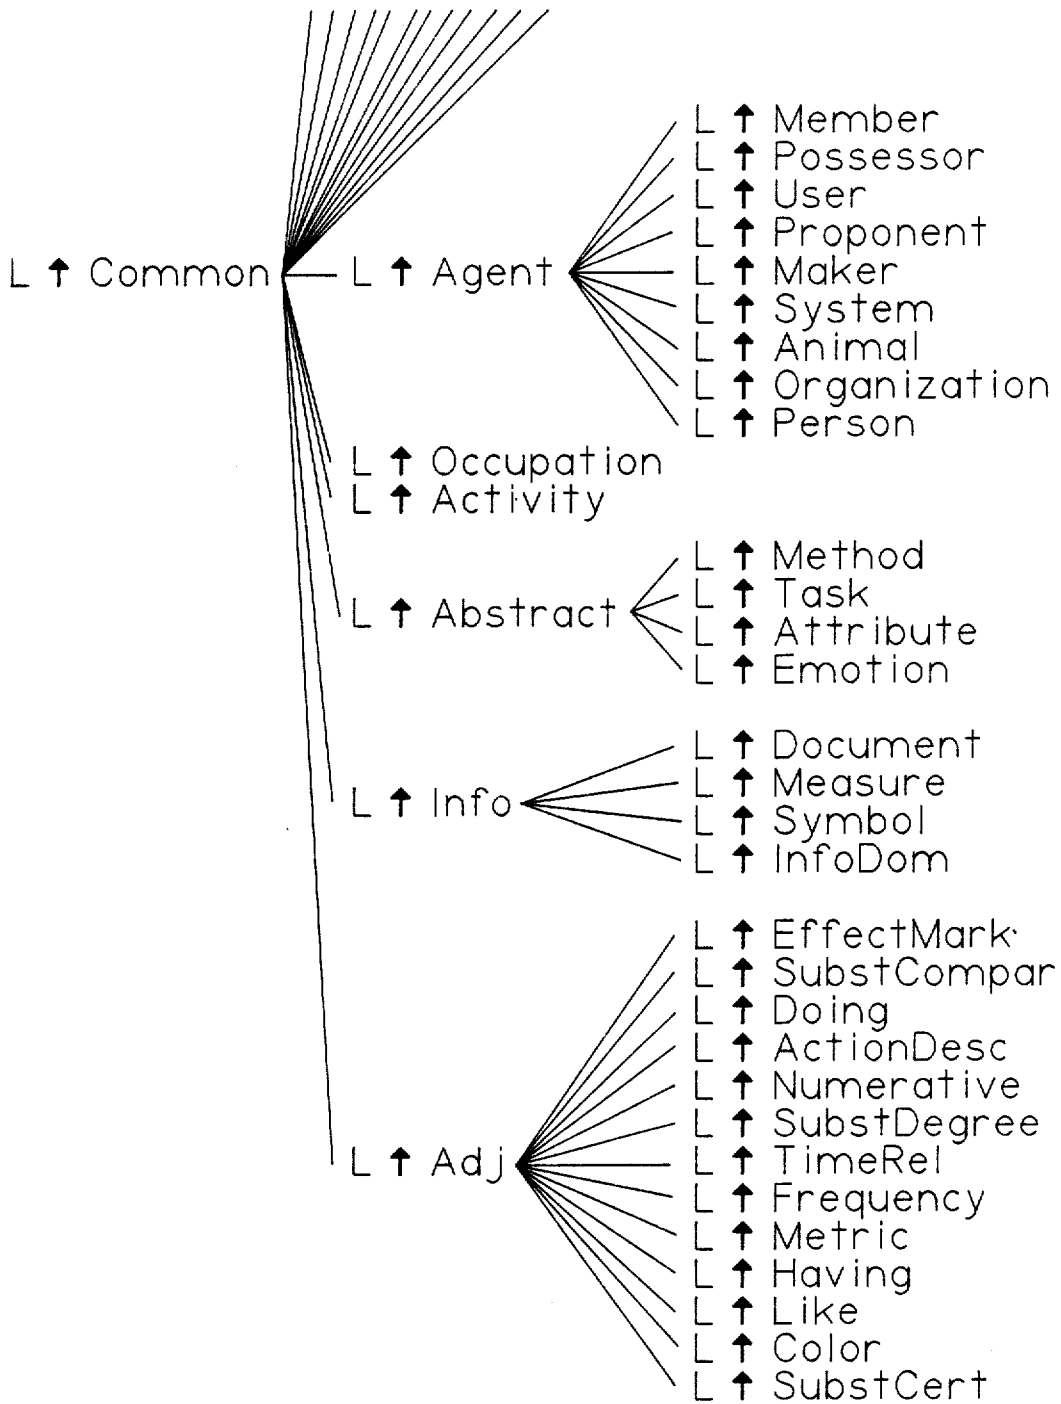 L ↑ Member
L ↑ Possessor
L ↑ User
L ↑ Proponent
L ↑ Common L ↑ Agent L ↑ Maker
L ↑ System
L ↑ Animal
L ↑ Organization
L ↑ Person
L ↑ Occupation
L ↑ Activity
L ↑ Method
L ↑ Task
L ↑ Abstract
L ↑ Attribute
L ↑ Emotion
L ↑ Document
L ↑ Measure
L ↑ Info
L ↑ Symbol
L ↑ InfoDom
L ↑ EffectMark
L ↑ SubstCompar
L ↑ Doing
L ↑ ActionDesc
L ↑ Numerative
L ↑ SubstDegree
L ↑ Adj L ↑ TimeRel
L ↑ Frequency
L ↑ Metric
L ↑ Having
L ↑ Like
L ↑ Color
L ↑ SubstCert